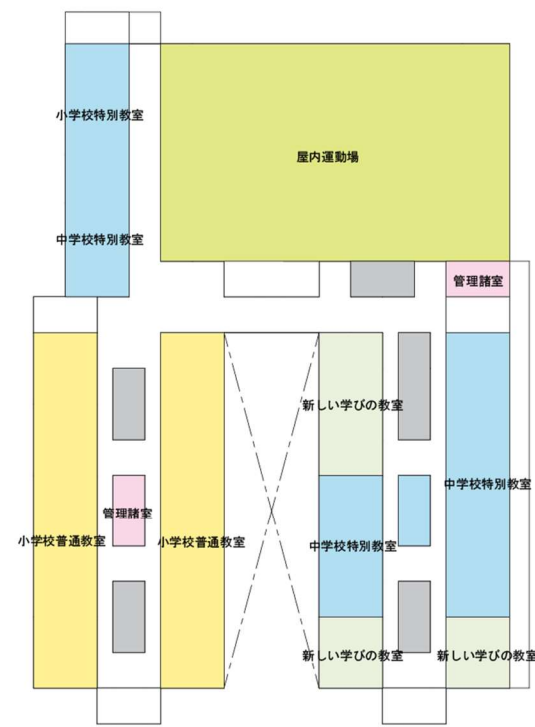 小学校特別教室
屋内運動場
中学校特別教室
管理諸室
新しい学びの教室
中学校特別教室
管理諸室
小学校普通教室
小学校普通教室
中学校特別教室
新しい学びの教室
新しい学びの教室